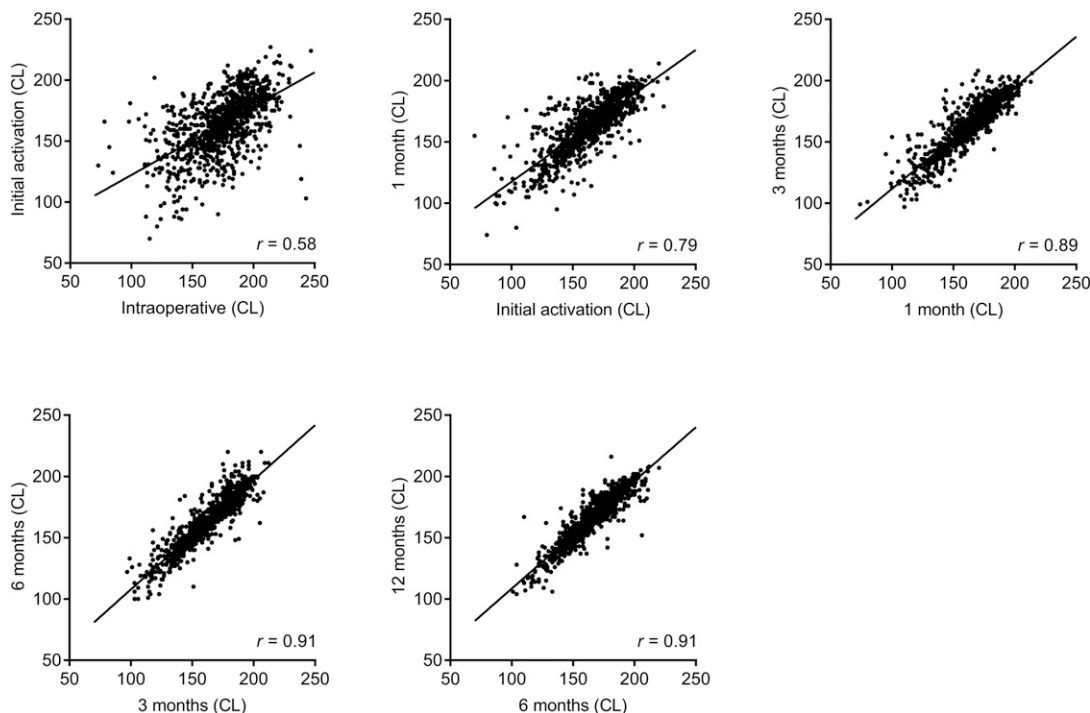 250
200
150
100
50
Initial activation (CL)
r = 0.58
50 100 150 200 250
Intraoperative (CL)
250
200
150
100
50
1 month (CL)
r = 0.79
50 100 150 200 250
Initial activation (CL)
250
200
150
100
50
3 months (CL)
r = 0.89
50 100 150 200 250
1 month (CL)
250
200
150
100
50
6 months (CL)
r = 0.91
50 100 150 200 250
3 months (CL)
250
200
150
100
50
12 months (CL)
r = 0.91
50 100 150 200 250
6 months (CL)